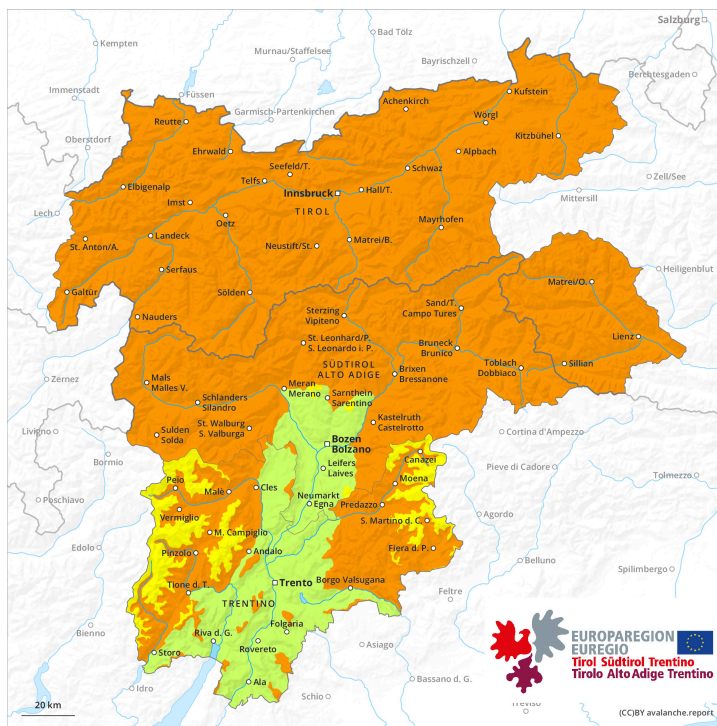 Salzburg
Bad Tölz
Kempten
Murnau/Staffelsee
Bayrischzell
Berchtesgaden
Immenstadt
Füssen
Garmisch-Partenkirchen
Achenkirch
Kufstein
Reutte
Wörgl
Oberstdorf
Ehrwald
Kitzbühel
Seefeld/T.
Alpbach
Telfs
Schwaz
Zell/See
Elbigenalp
Innsbruck
Hall/T.
Mittersill
Imst
TIROL
Lech
Oetz
Mayrhofen
Landeck
St. Anton/A.
Neustift/St.
Matrei/B.
Serfaus
Heiligenblut
Galtür
Sölden
Matrei/O.
Nauders
Sand/T.
Campo Tures
Sterzing
Vipiteno
Lienz
St. Leonhard/P.
S. Leonardo i. P.
Bruneck
Brunico
SÜDTIROL
ALTO ADIGE
Toblach
Dobbiaco
Sillian
Brixen
Bressanone
Zernez
Mals
Malles V.
Meran
Merano
Sarnthein
Sarentino
Schlanders
Silandro
Kastelruth
Castelrotto
St. Walburg
S. Valburga
Livigno
Sulden
Solda
Bozen
Bolzano
Cortina d'Ampezzo
Bormio
Canazei
Leifers
Laives
Pieve di Cadore
Tolmezzo
Peio
Moena
Poschiavo
Malè
Cles
Neumarkt
Egna
Predazzo
Vermiglio
S. Martino d. C.
Agordo
M. Campiglio
Edolo
Pinzolo
Andalo
Fiera d. P.
Belluno
Trento
Borgo Valsugana
Spilimbergo
Tione d. T.
TRENTINO
Feltre
Bienno
Folgaria
Riva d. G.
Rovereto
Asiago
Storo
Ala
Bassano d. G.
Idro
Schio
Treviso
EUROPAREGION
EUREGIO
Tirol Südtirol Trentino
Tirolo Alto Adige Trentino
20 km
(CC)BY avalanche.report